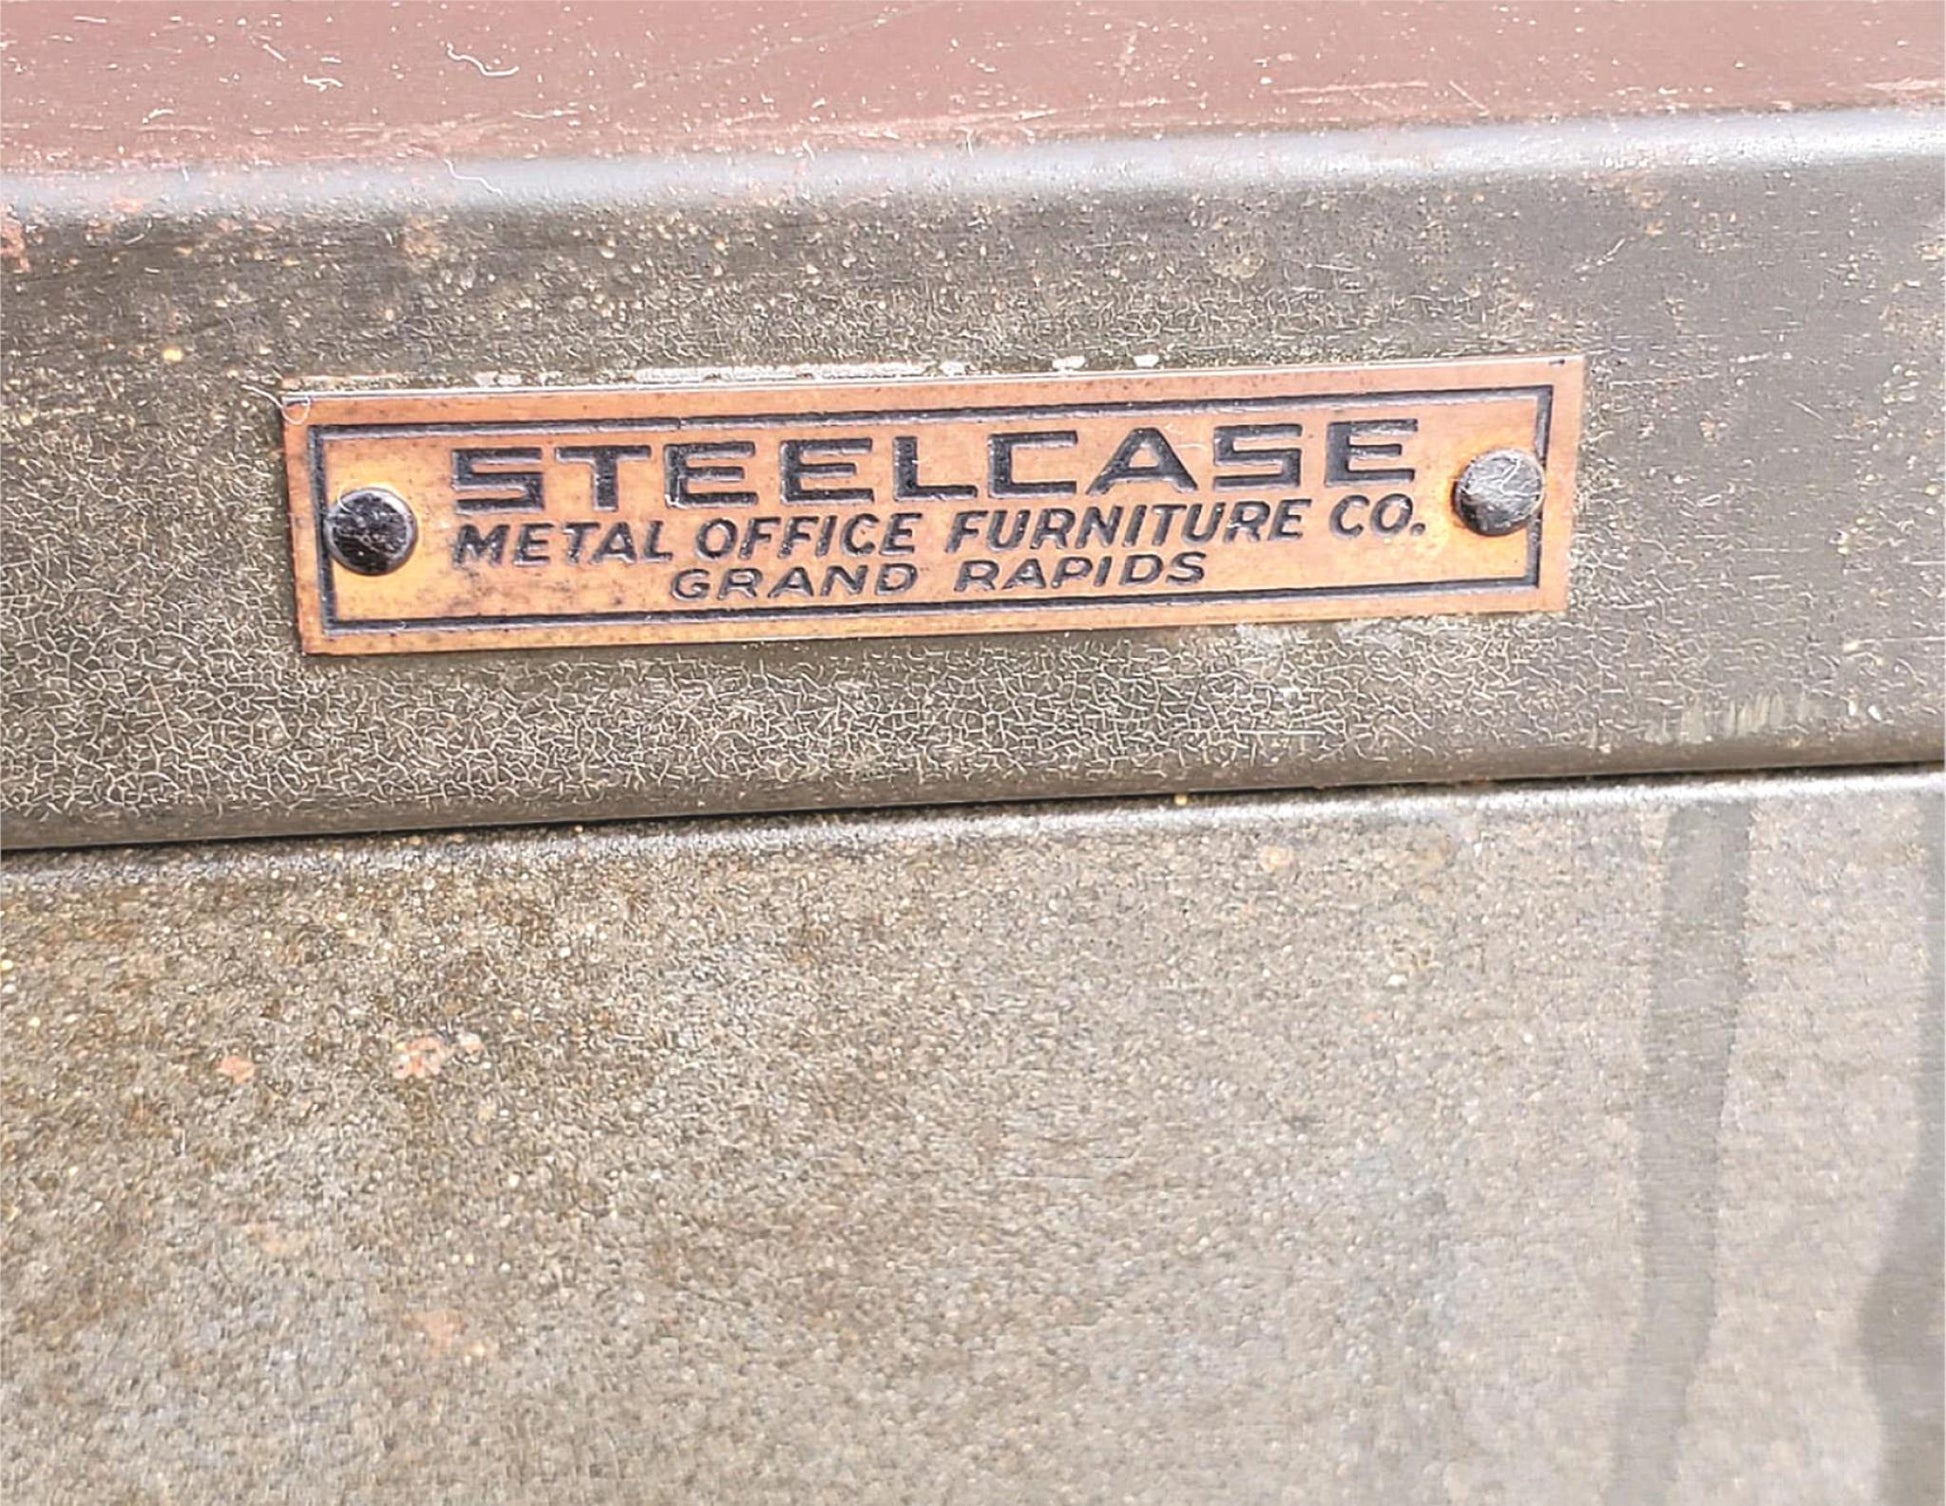 STEELCASE
METAL OFFICE FURNITURE CO.
GRAND RAPIDS